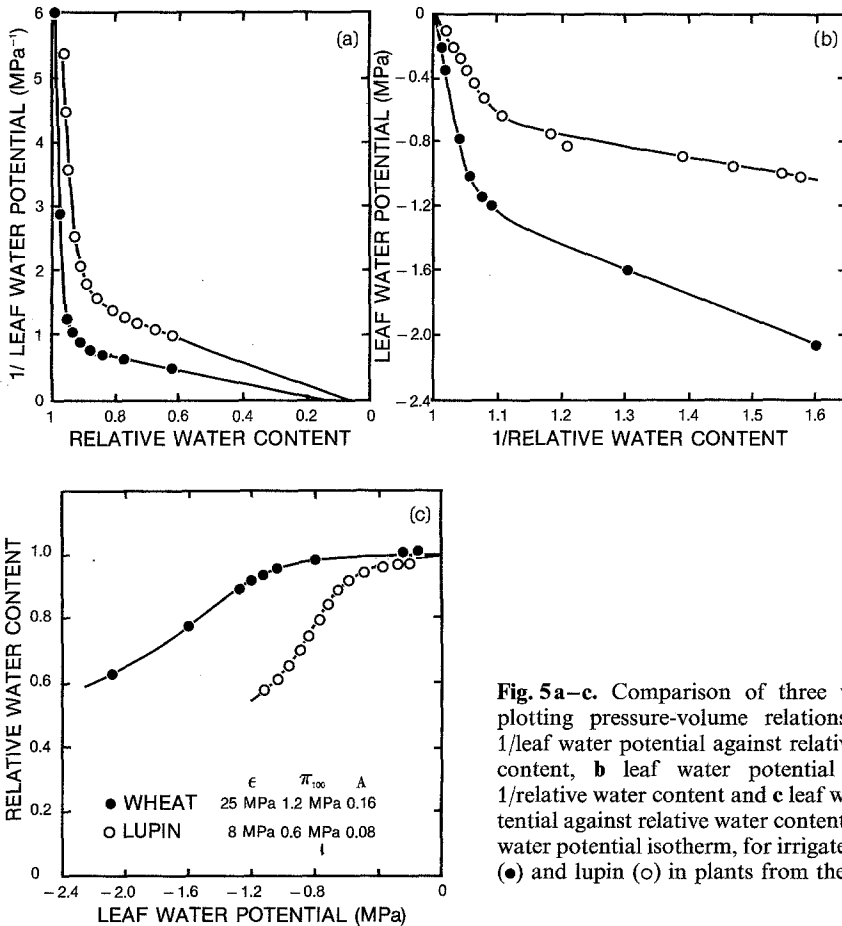 (a)
1/ LEAF WATER POTENTIAL (MPa⁻¹)
6
5
4
3
2
1
0
1 0.8 0.6 0.4 0.2 0
RELATIVE WATER CONTENT
(b)
LEAF WATER POTENTIAL (MPa)
0
−0.4
−0.8
−1.2
−1.6
−2.0
−2.4
1 1.1 1.2 1.3 1.4 1.5 1.6
1/RELATIVE WATER CONTENT
(c)
RELATIVE WATER CONTENT
1.0
0.8
0.6
0.4
0.2
0
ϵ π₁₀₀ A
● WHEAT 25 MPa 1.2 MPa 0.16
○ LUPIN 8 MPa 0.6 MPa 0.08
−2.4 −2.0 −1.6 −1.2 −0.8 0
LEAF WATER POTENTIAL (MPa)
Fig. 5 a–c. Comparison of three
plotting pressure-volume
1/leaf water potential against
content, b leaf water potential
1/relative water content and c leaf
tential against relative water content
water potential isotherm, for
(●) and lupin (○) in plants from the